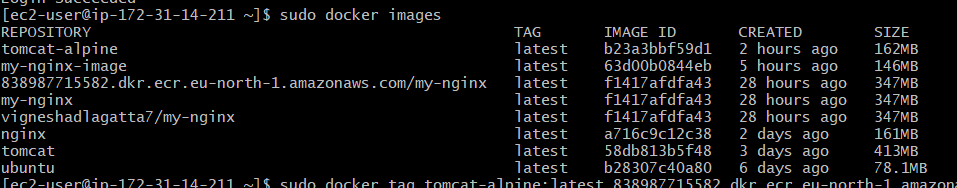 Login Succeeded
[ec2-user@ip-172-31-14-211 ~]$ sudo docker images
REPOSITORY TAG IMAGE ID CREATED SIZE
tomcat-alpine latest b23a3bbf59d1 2 hours ago 162MB
my-nginx-image latest 63d00b0844eb 5 hours ago 146MB
838987715582.dkr.ecr.eu-north-1.amazonaws.com/my-nginx latest f1417afdfa43 28 hours ago 347MB
my-nginx latest f1417afdfa43 28 hours ago 347MB
vigneshadlagatta7/my-nginx latest f1417afdfa43 28 hours ago 347MB
nginx latest a716c9c12c38 2 days ago 161MB
tomcat latest 58db813b5f48 3 days ago 413MB
ubuntu latest b28307c40a80 6 days ago 78.1MB
[ec2-user@ip-172-31-14-211 ~]$ sudo docker tag tomcat-alpine:latest 838987715582.dkr.ecr.eu-north-1.amazona